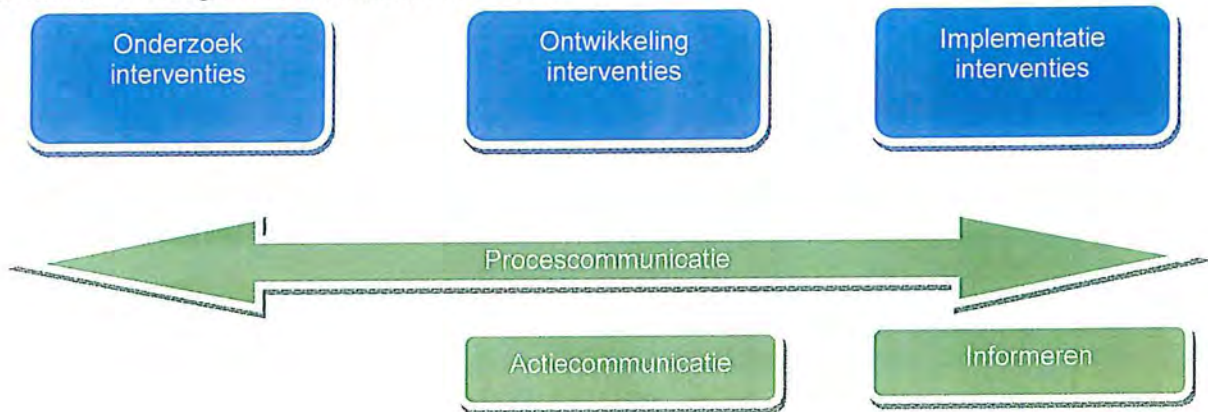 Onderzoek
interventies
Ontwikkeling
interventies
Implementatie
interventies
Procescommunicatie
Actiecommunicatie
Informeren